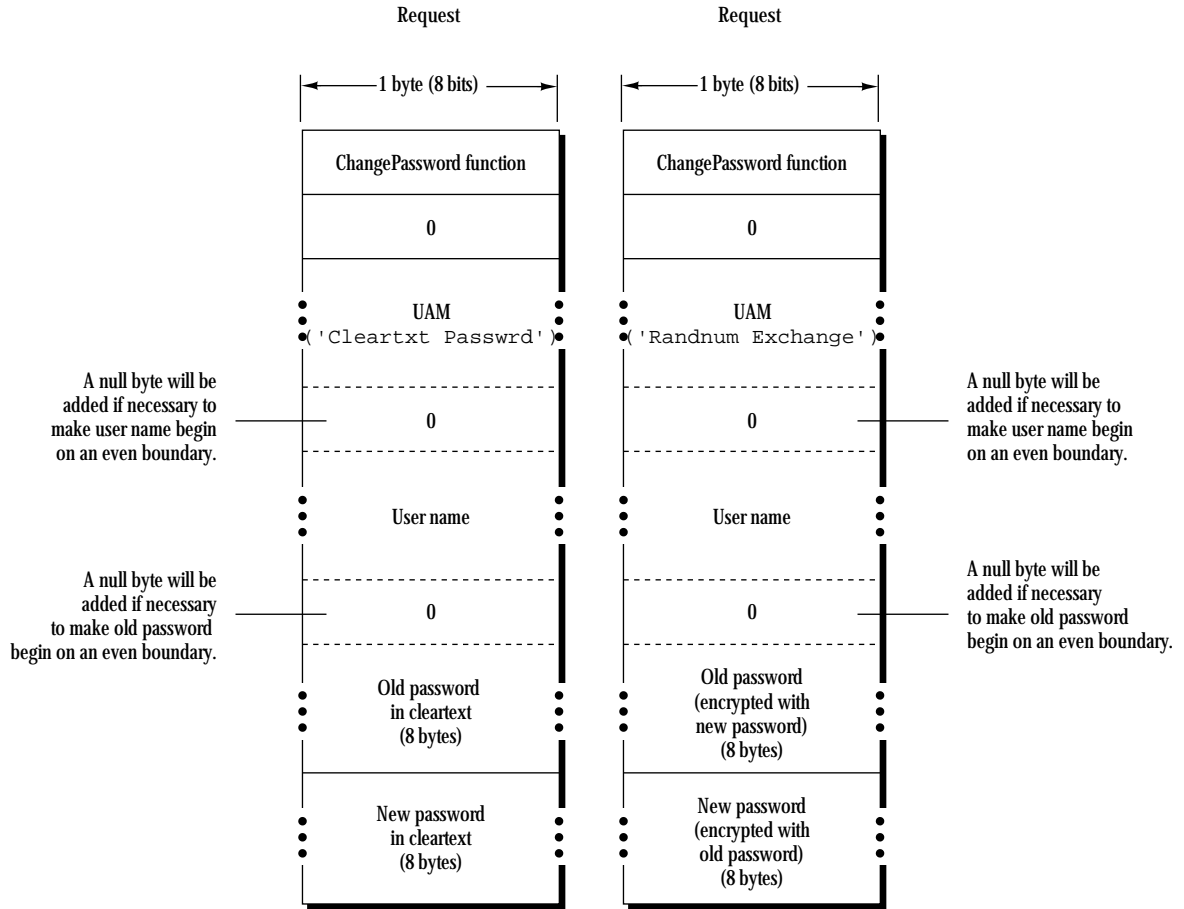 Request
Request
1 byte (8 bits)
1 byte (8 bits)
ChangePassword function
ChangePassword function
0
0
UAM
('Cleartxt Passwrd')
UAM
('Randnum Exchange')
A null byte will be
added if necessary to
make user name begin
on an even boundary.
0
0
A null byte will be
added if necessary to
make user name begin
on an even boundary.
User name
User name
A null byte will be
added if necessary
to make old password
begin on an even boundary.
0
0
A null byte will be
added if necessary
to make old password
begin on an even boundary.
Old password
in cleartext
(8 bytes)
Old password
(encrypted with
new password)
(8 bytes)
New password
in cleartext
(8 bytes)
New password
(encrypted with
old password)
(8 bytes)